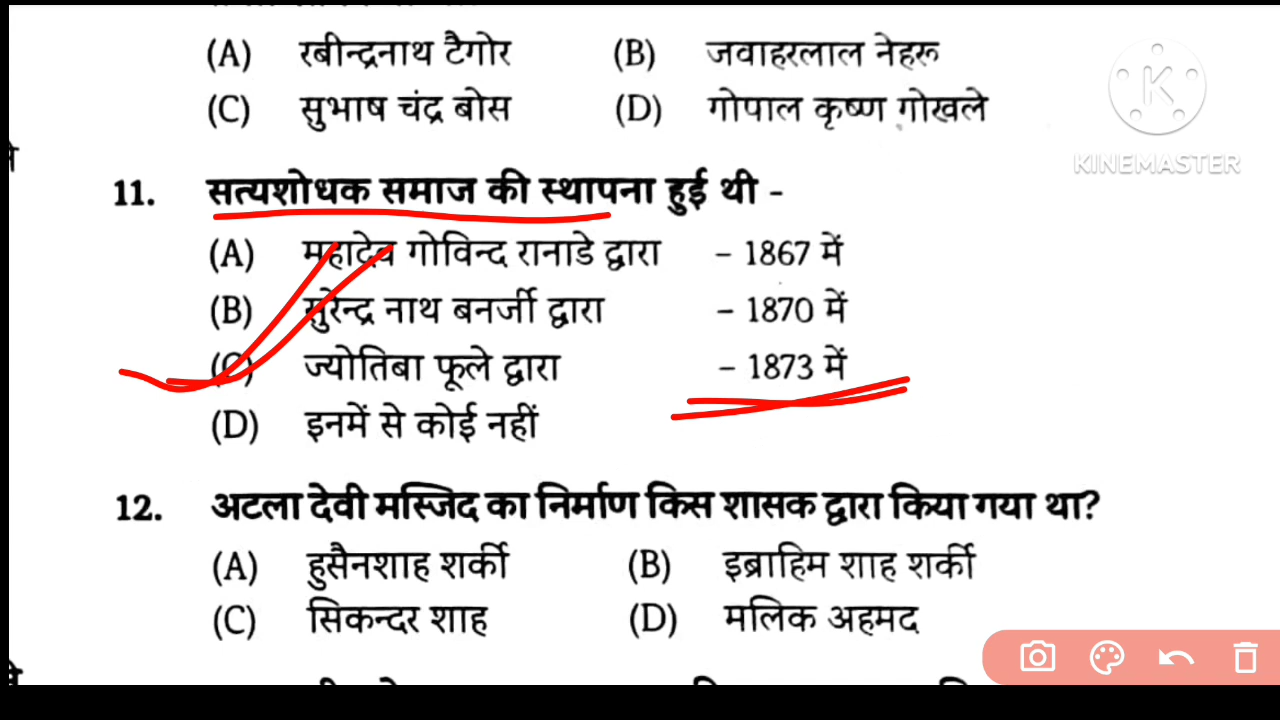 (A) रबीन्द्रनाथ टैगोर (B) जवाहरलाल नेहरू
(C) सुभाष चंद्र बोस (D) गोपाल कृष्ण गोखले
K
KINEMASTER
11. सत्यशोधक समाज की स्थापना हुई थी -
(A) महादेव गोविन्द रानाडे द्वारा - 1867 में
(B) सुरेन्द्र नाथ बनर्जी द्वारा - 1870 में
(C) ज्योतिबा फूले द्वारा - 1873 में
(D) इनमें से कोई नहीं
12. अटला देवी मस्जिद का निर्माण किस शासक द्वारा किया गया था?
(A) हुसैनशाह शर्की (B) इब्राहिम शाह शर्की
(C) सिकन्दर शाह (D) मलिक अहमद